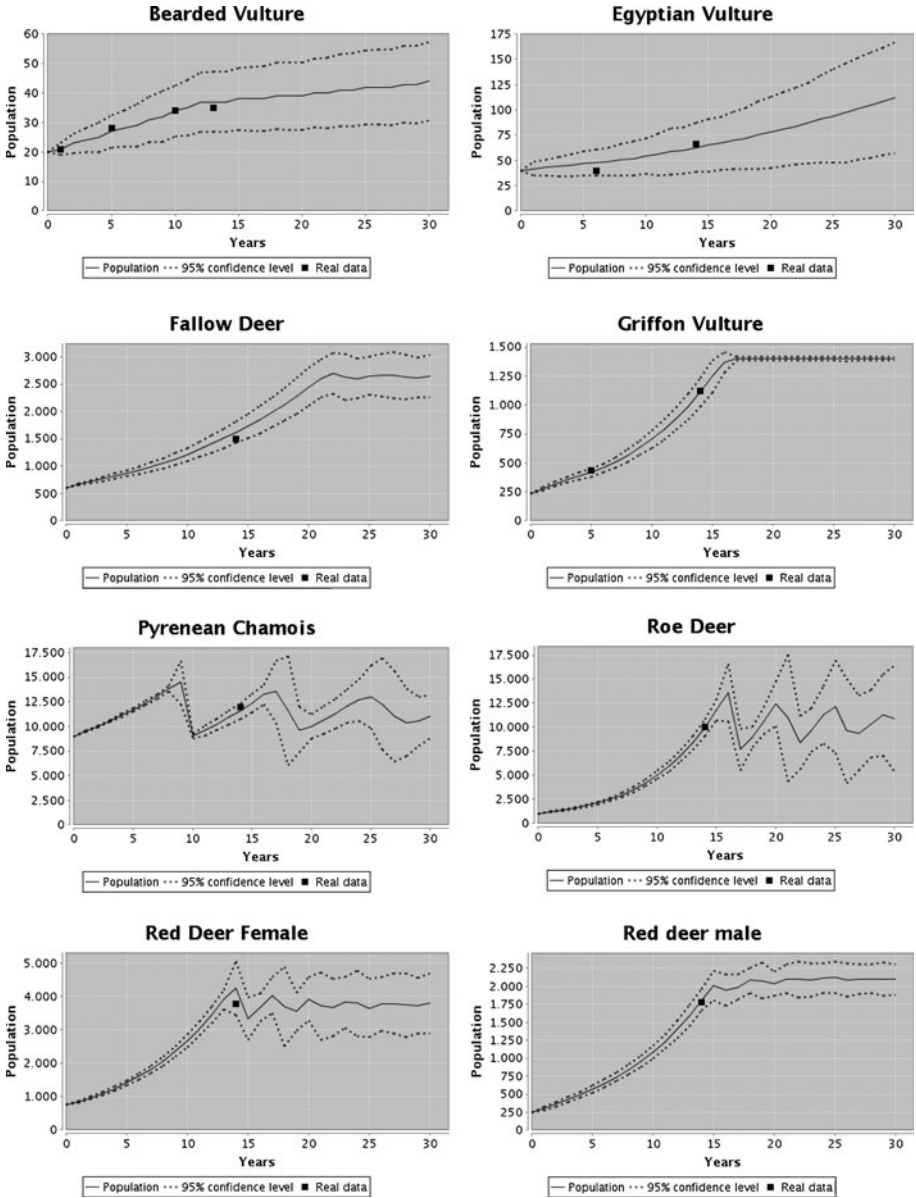 Bearded Vulture
Population
60
50
40
30
20
10
0
0 5 10 15 20 25 30
Years
Population 95% confidence level Real data
Egyptian Vulture
Population
175
150
125
100
75
50
25
0
0 5 10 15 20 25 30
Years
Population 95% confidence level Real data
Fallow Deer
Population
3.000
2.500
2.000
1.500
1.000
500
0
0 5 10 15 20 25 30
Years
Population 95% confidence level Real data
Griffon Vulture
Population
1.500
1.250
1.000
750
500
250
0
0 5 10 15 20 25 30
Years
Population 95% confidence level Real data
Pyrenean Chamois
Population
17.500
15.000
12.500
10.000
7.500
5.000
2.500
0
0 5 10 15 20 25 30
Years
Population 95% confidence level Real data
Roe Deer
Population
17.500
15.000
12.500
10.000
7.500
5.000
2.500
0
0 5 10 15 20 25 30
Years
Population 95% confidence level Real data
Red Deer Female
Population
5.000
4.000
3.000
2.000
1.000
0 5 10 15 20 25 30
Years
Population 95% confidence level Real data
Red deer male
Population
2.250
2.000
1.750
1.500
1.250
1.000
750
500
250
0 5 10 15 20 25 30
Years
Population 95% confidence level Real data